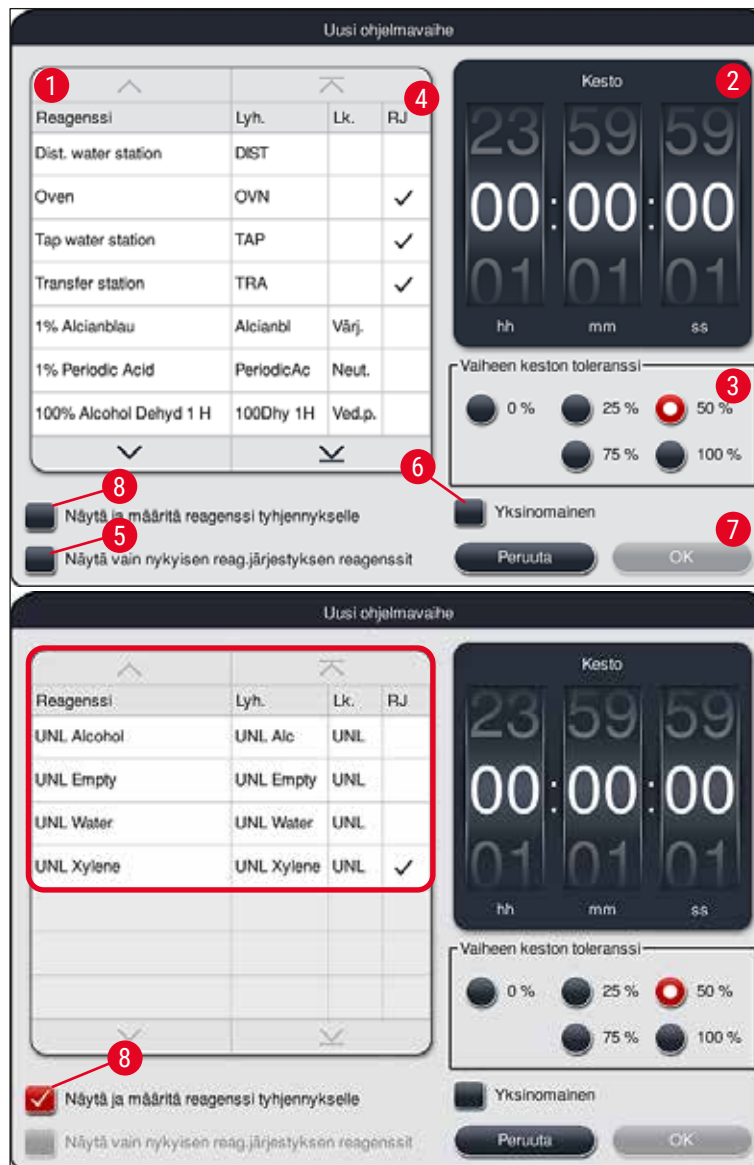 Uusi ohjelmavaihe
1
Reagenssi Lyh. Lk. RJ
4
Dist. water station DIST
Oven OVN ✓
Tap water station TAP ✓
Transfer station TRA ✓
1% Alcianblau Alcianbl Värj.
1% Periodic Acid PeriodicAc Neut.
100% Alcohol Dehyd 1 H 100Dhy 1H Ved.p.
8
Näytä ja määritä reagenssi tyhjennykselle
5
Näytä vain nykyisen reag.järjestyksen reagenssit
Kesto
2
23 59 59
00:00:00
01 01 01
hh mm ss
Vaiheen keston toleranssi
3
0 % 25 % 50 %
75 % 100 %
6
Yksinomainen
7
Peruuta OK
Uusi ohjelmavaihe
Reagenssi Lyh. Lk. RJ
UNL Alcohol UNL Alc UNL
UNL Empty UNL Empty UNL
UNL Water UNL Water UNL
UNL Xylene UNL Xylene UNL ✓
8
Näytä ja määritä reagenssi tyhjennykselle
Näytä vain nykyisen reag.järjestyksen reagenssit
Kesto
23 59 59
00:00:00
01 01 01
hh mm ss
Vaiheen keston toleranssi
0 % 25 % 50 %
75 % 100 %
Yksinomainen
Peruuta OK